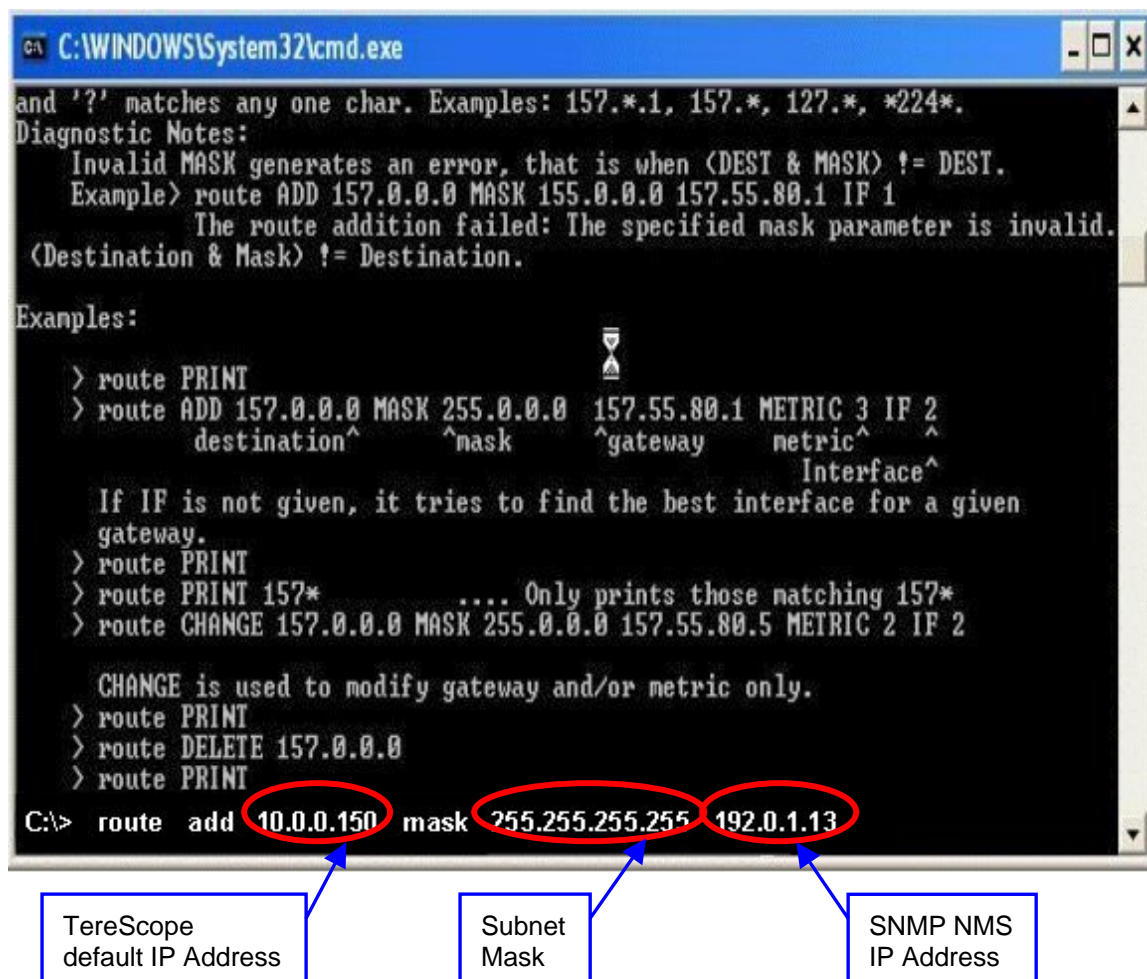 C:\WINDOWS\System32\cmd.exe
and '?' matches any one char. Examples: 157.*.1, 157.*, 127.*, *224*.
Diagnostic Notes:
Invalid MASK generates an error, that is when (DEST & MASK) != DEST.
Example> route ADD 157.0.0.0 MASK 155.0.0.0 157.55.80.1 IF 1
The route addition failed: The specified mask parameter is invalid.
(Destination & Mask) != Destination.
Examples:
> route PRINT
> route ADD 157.0.0.0 MASK 255.0.0.0 157.55.80.1 METRIC 3 IF 2
destination^ ^mask ^gateway metric^ ^
Interface^
If IF is not given, it tries to find the best interface for a given
gateway.
> route PRINT
> route PRINT 157* .... Only prints those matching 157*
> route CHANGE 157.0.0.0 MASK 255.0.0.0 157.55.80.5 METRIC 2 IF 2
CHANGE is used to modify gateway and/or metric only.
> route PRINT
> route DELETE 157.0.0.0
> route PRINT
C:\> route add 10.0.0.150 mask 255.255.255.255 192.0.1.13
TereScope
default IP Address
Subnet
Mask
SNMP NMS
IP Address